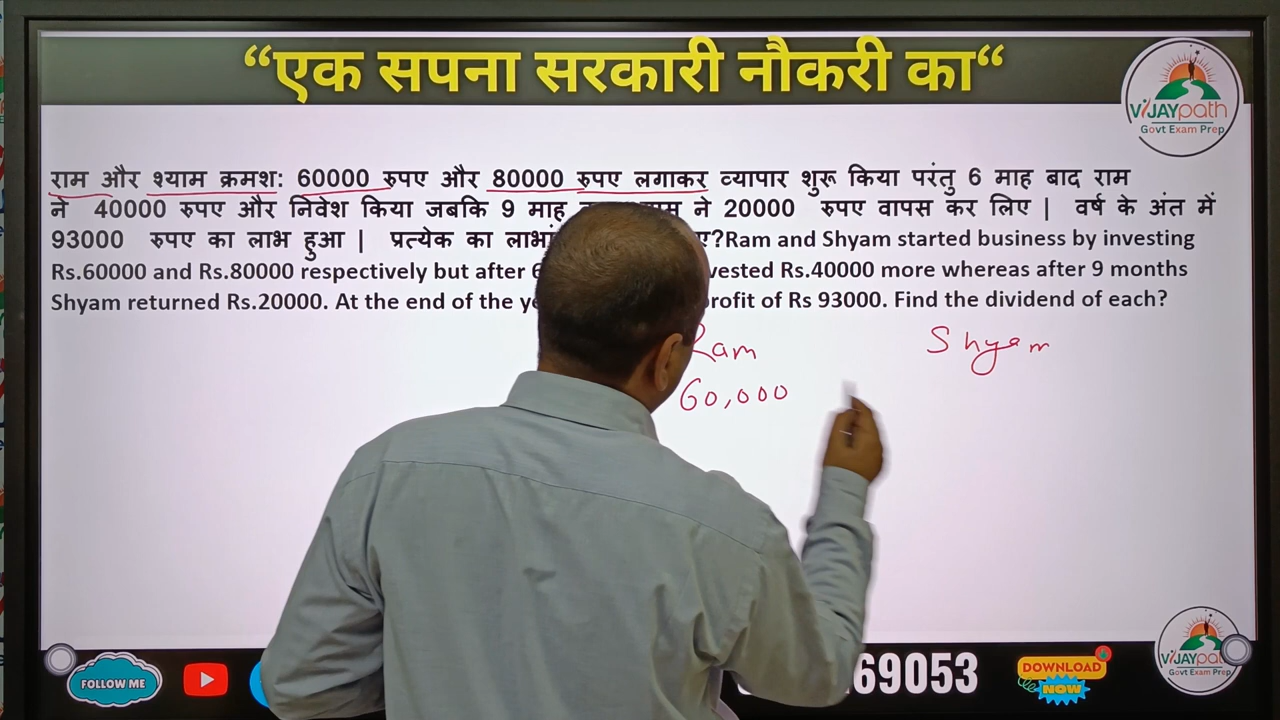 “एक सपना सरकारी नौकरी का“
VIJAYpath
Govt Exam Prep
राम और श्याम क्रमश: 60000 रुपए और 80000 रुपए लगाकर व्यापार शुरू किया परंतु 6 माह बाद राम
ने 40000 रुपए और निवेश किया जबकि 9 माह ने 20000 रुपए वापस कर लिए | वर्ष के अंत में
93000 रुपए का लाभ हुआ | प्रत्येक का ?Ram and Shyam started business by investing
Rs.60000 and Rs.80000 respectively but after Rs.40000 more whereas after 9 months
Shyam returned Rs.20000. At the end of the of Rs 93000. Find the dividend of each?
Ram Shyam
60,000
FOLLOW ME
69053
DOWNLOAD
NOW
VIJAYpath
Govt Exam Prep